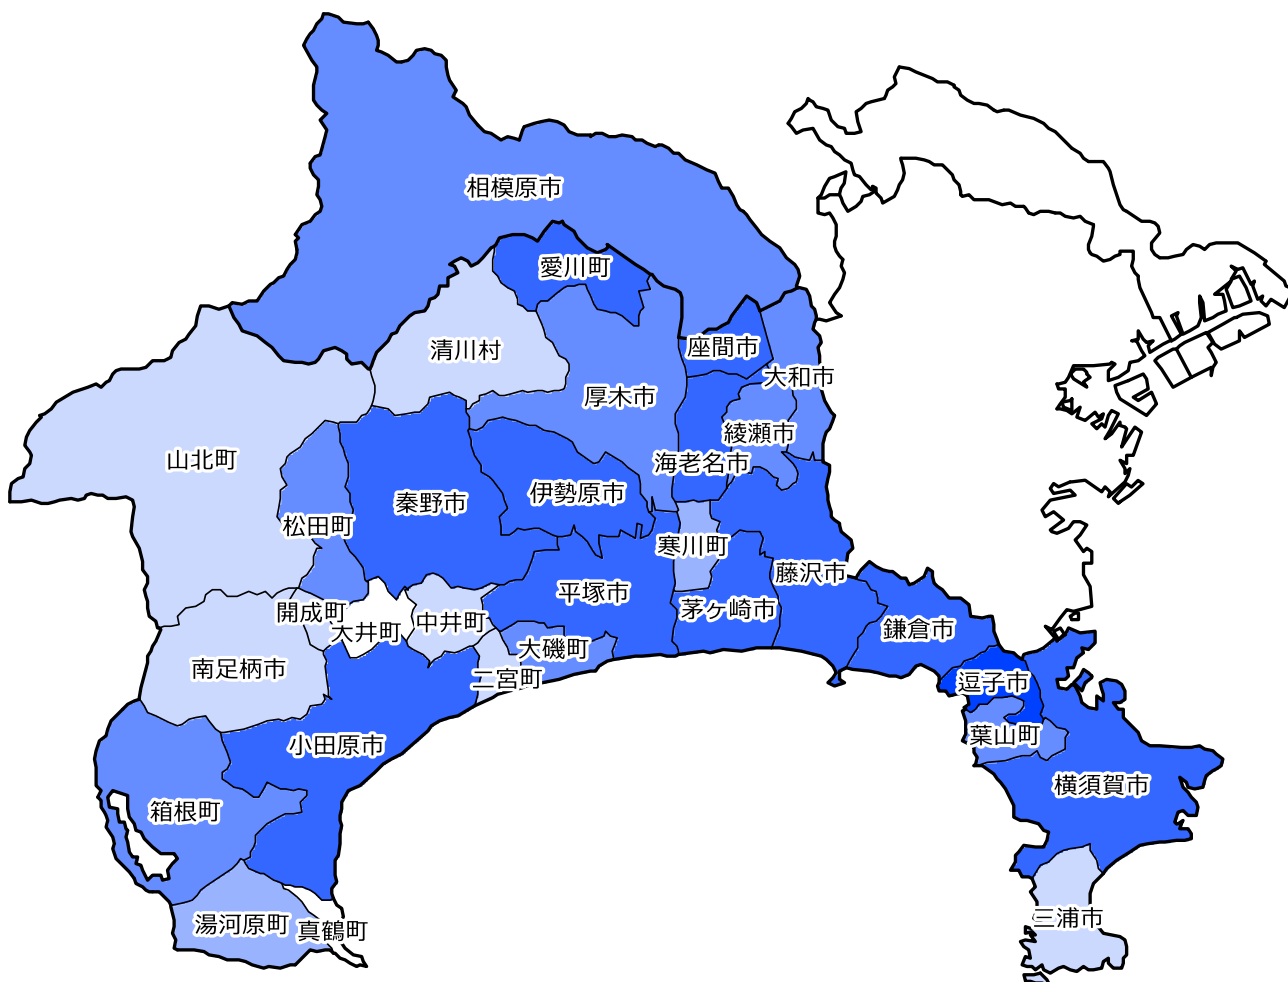 相模原市
愛川町
清川村
座間市
大和市
厚木市
綾瀬市
海老名市
山北町
伊勢原市
秦野市
松田町
寒川町
藤沢市
平塚市
茅ヶ崎市
開成町
大井町
中井町
鎌倉市
大磯町
南足柄市
二宮町
逗子市
葉山町
小田原市
横須賀市
箱根町
三浦市
湯河原町
真鶴町